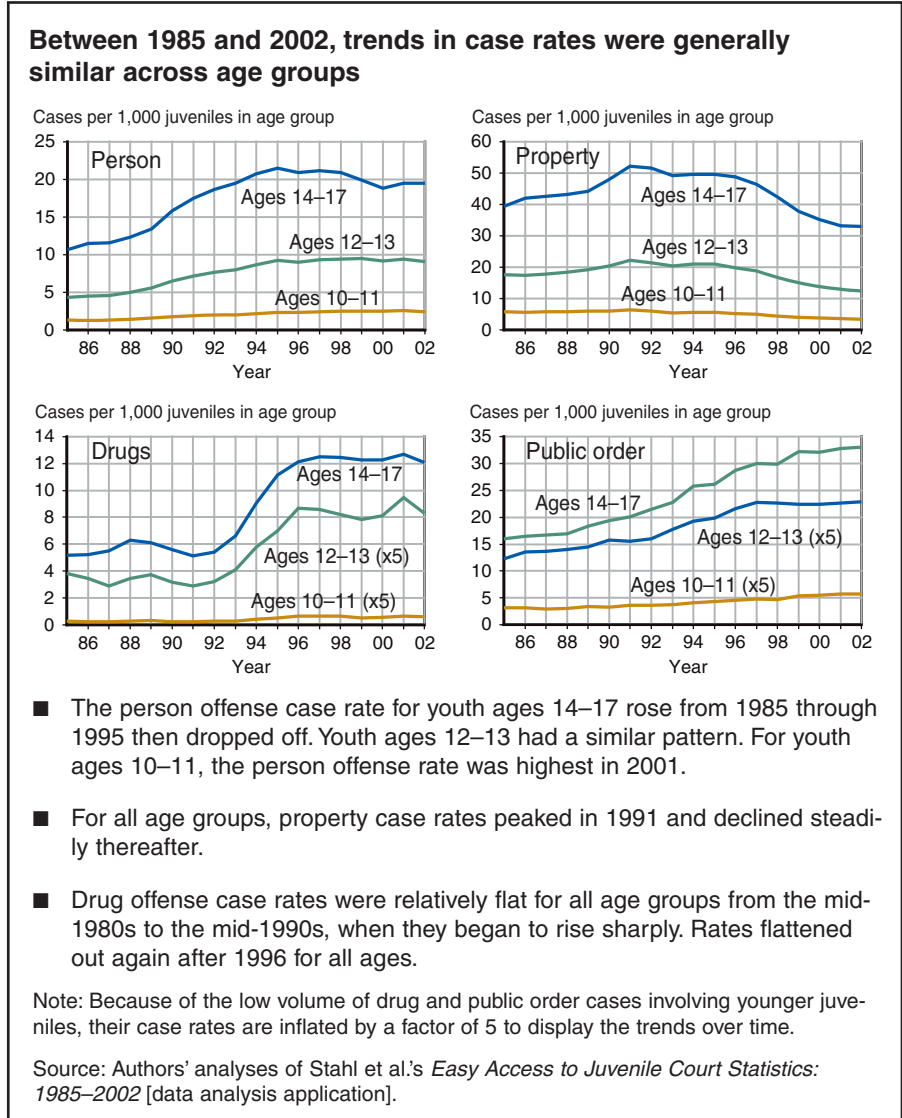 Between 1985 and 2002, trends in case rates were generally
similar across age groups
Cases per 1,000 juveniles in age group
25
20
15
10
5
0
Person
Ages 14–17
Ages 12–13
Ages 10–11
86 88 90 92 94 96 98 00 02
Year
Cases per 1,000 juveniles in age group
60
50
40
30
20
10
0
Property
Ages 14–17
Ages 12–13
Ages 10–11
86 88 90 92 94 96 98 00 02
Year
Cases per 1,000 juveniles in age group
14
12
10
8
6
4
2
0
Drugs
Ages 14–17
Ages 12–13 (x5)
Ages 10–11 (x5)
86 88 90 92 94 96 98 00 02
Year
Cases per 1,000 juveniles in age group
35
30
25
20
15
10
5
0
Public order
Ages 14–17
Ages 12–13 (x5)
Ages 10–11 (x5)
86 88 90 92 94 96 98 00 02
Year
■ The person offense case rate for youth ages 14–17 rose from 1985 through
1995 then dropped off. Youth ages 12–13 had a similar pattern. For youth
ages 10–11, the person offense rate was highest in 2001.
■ For all age groups, property case rates peaked in 1991 and declined steadi-
ly thereafter.
■ Drug offense case rates were relatively flat for all age groups from the mid-
1980s to the mid-1990s, when they began to rise sharply. Rates flattened
out again after 1996 for all ages.
Note: Because of the low volume of drug and public order cases involving younger juve-
niles, their case rates are inflated by a factor of 5 to display the trends over time.
Source: Authors' analyses of Stahl et al.'s Easy Access to Juvenile Court Statistics:
1985–2002 [data analysis application].